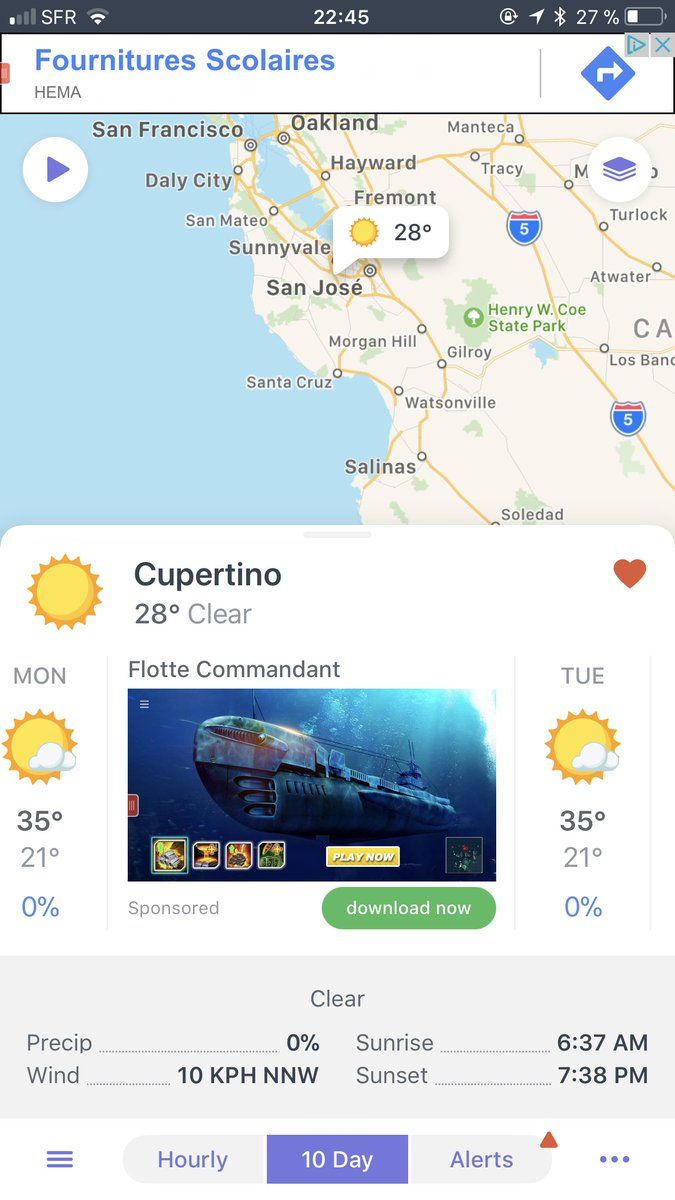 SFR 22:45 27 %
Fournitures Scolaires
HEMA
San Francisco
Oakland
Manteca
Hayward
Tracy
Daly City
Fremont
San Mateo
Turlock
28°
5
Sunnyvale
Atwater
San José
Henry W. Coe
State Park
C A
Morgan Hill
Gilroy
Los Banc
Santa Cruz
Watsonville
5
Salinas
Soledad
Cupertino
28° Clear
MON
35°
21°
0%
Flotte Commandant
PLAY NOW
Sponsored
download now
TUE
35°
21°
0%
Clear
Precip 0%
Sunrise 6:37 AM
Wind 10 KPH NNW
Sunset 7:38 PM
Hourly 10 Day Alerts